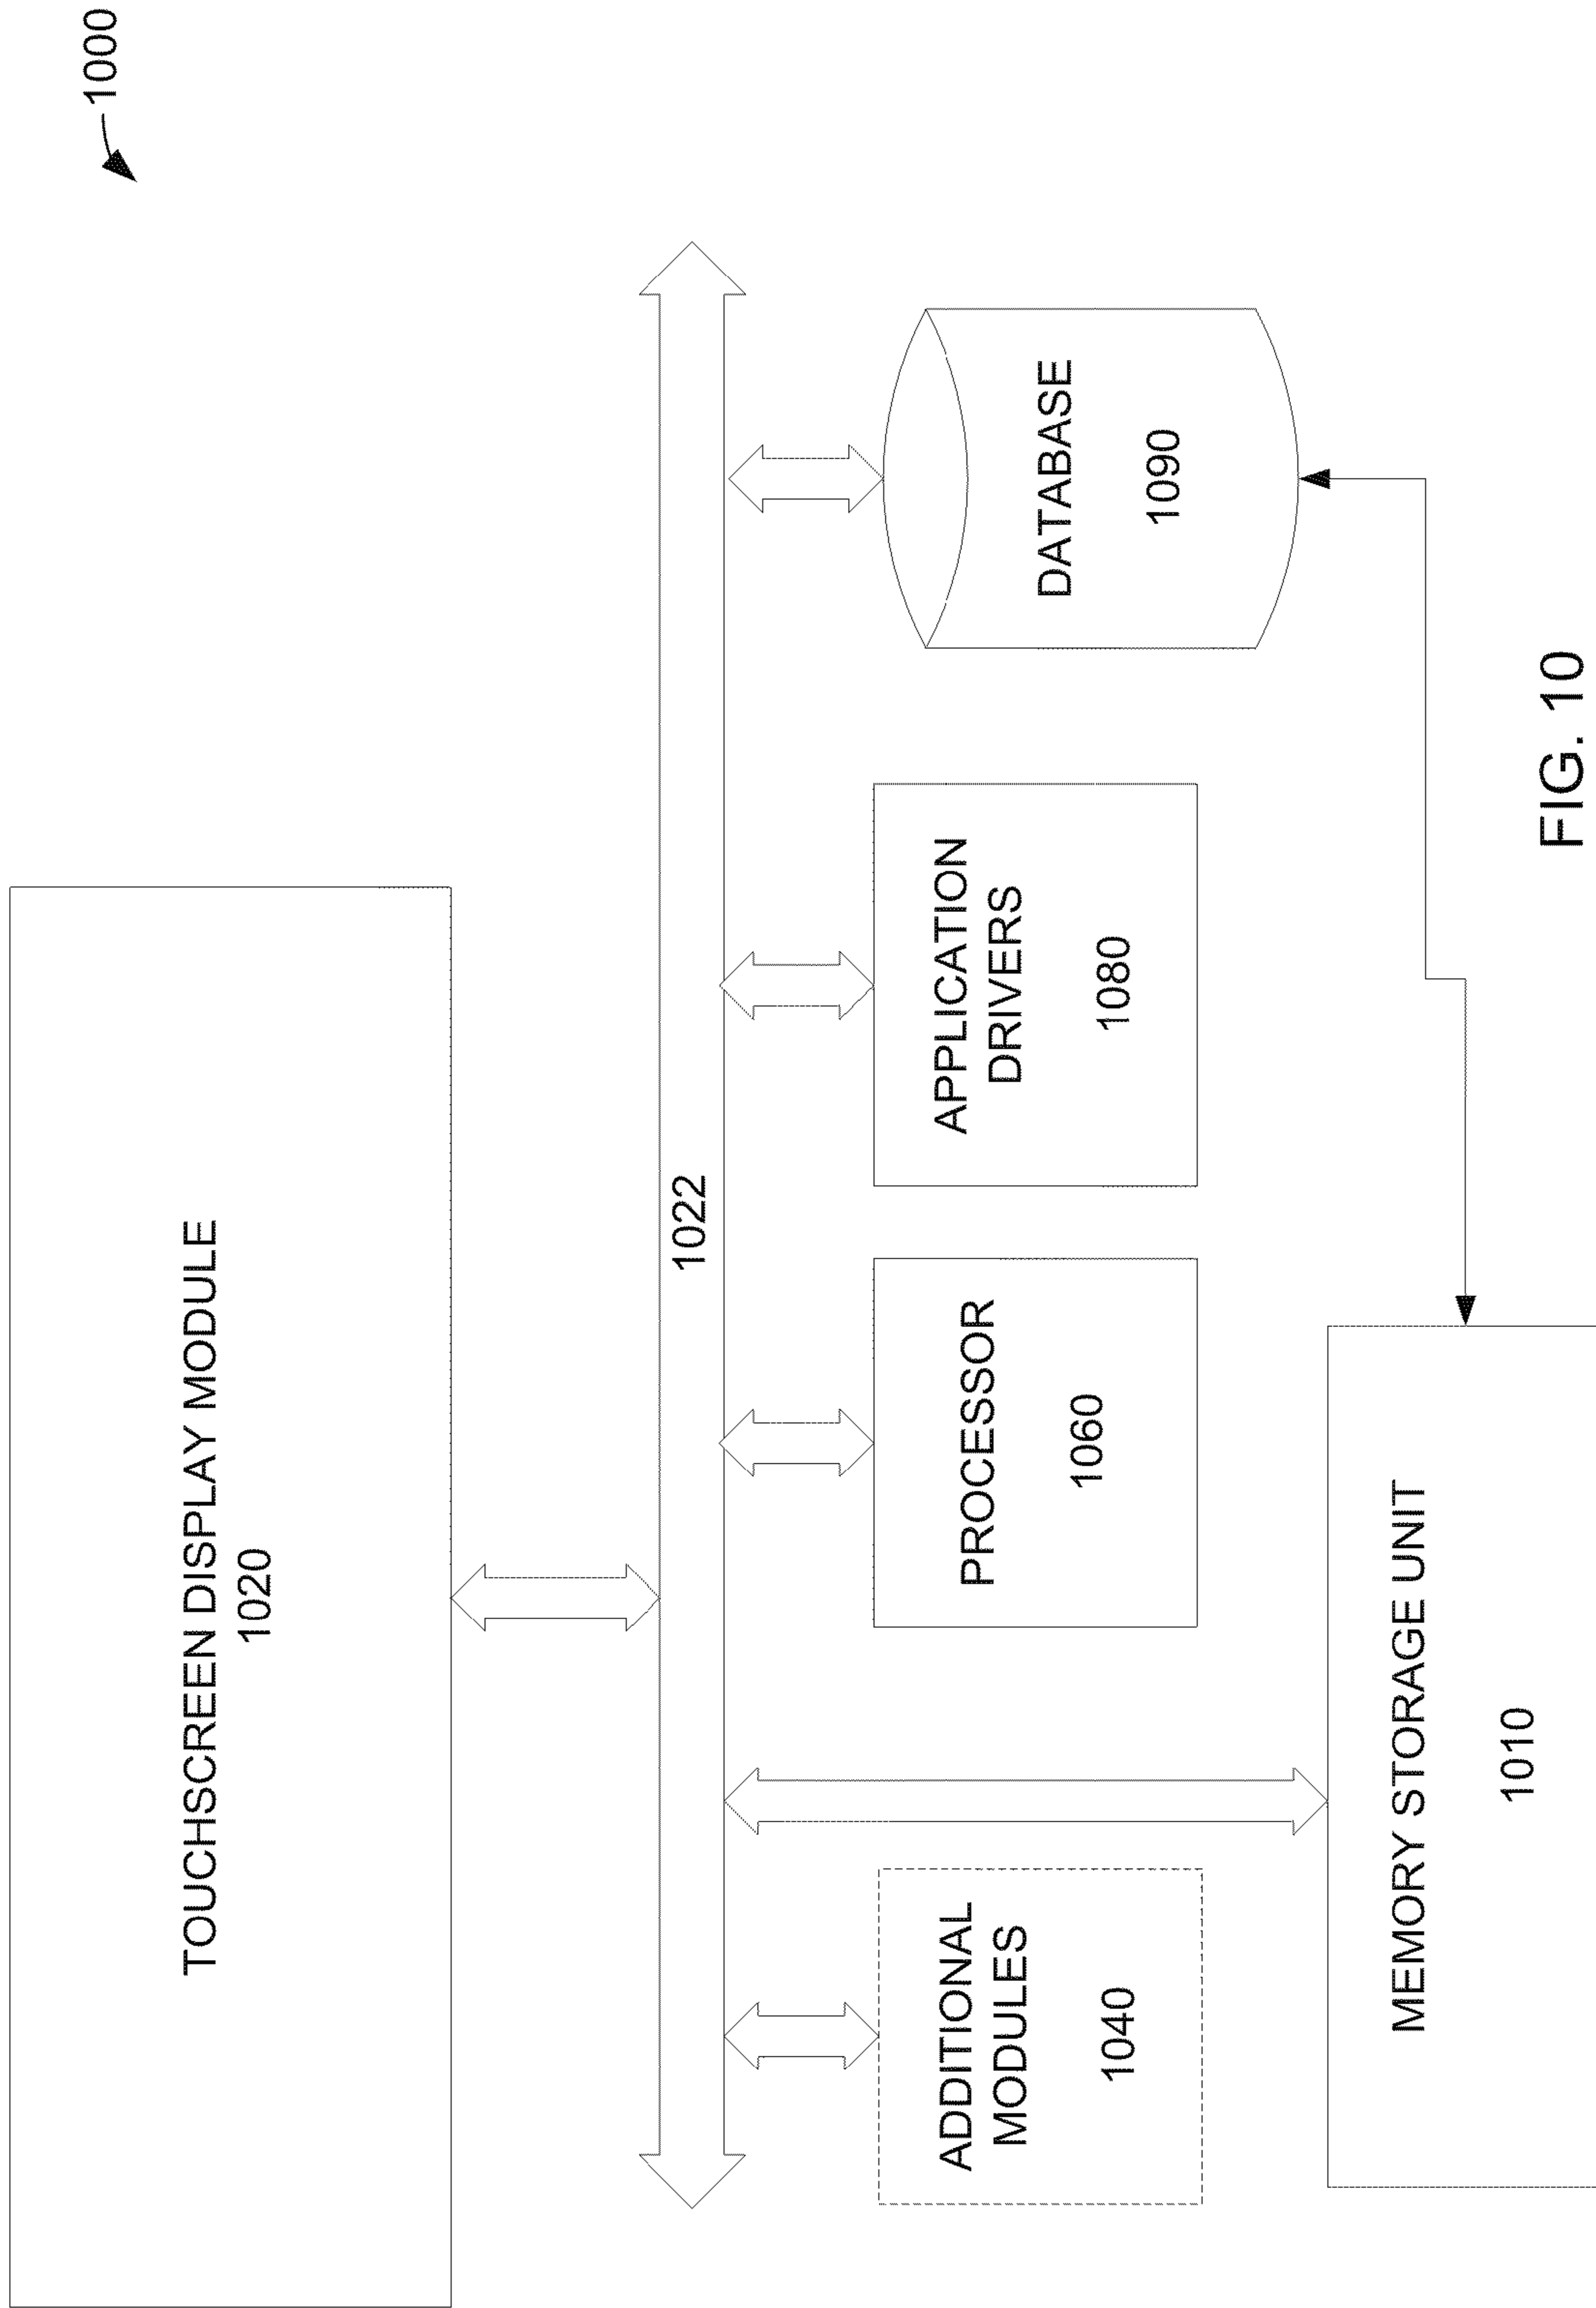 1000
TOUCHSCREEN DISPLAY MODULE
1020
1022
ADDITIONAL
MODULES
1040
PROCESSOR
1060
APPLICATION
DRIVERS
1080
DATABASE
1090
MEMORY STORAGE UNIT
1010
FIG. 10